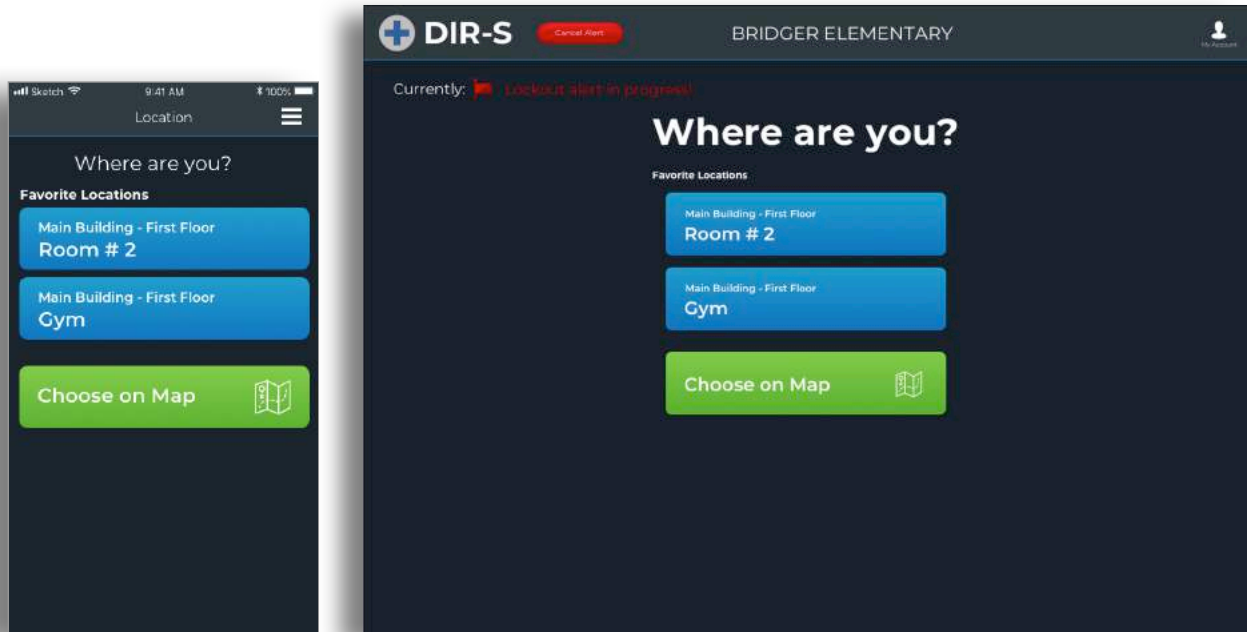 Sketch 9:41 AM 100%
Location
Where are you?
Favorite Locations
Main Building - First Floor
Room # 2
Main Building - First Floor
Gym
Choose on Map
DIR-S Cancel Alert BRIDGER ELEMENTARY My Account
Currently: Lockout alert in progress!
Where are you?
Favorite Locations
Main Building - First Floor
Room # 2
Main Building - First Floor
Gym
Choose on Map